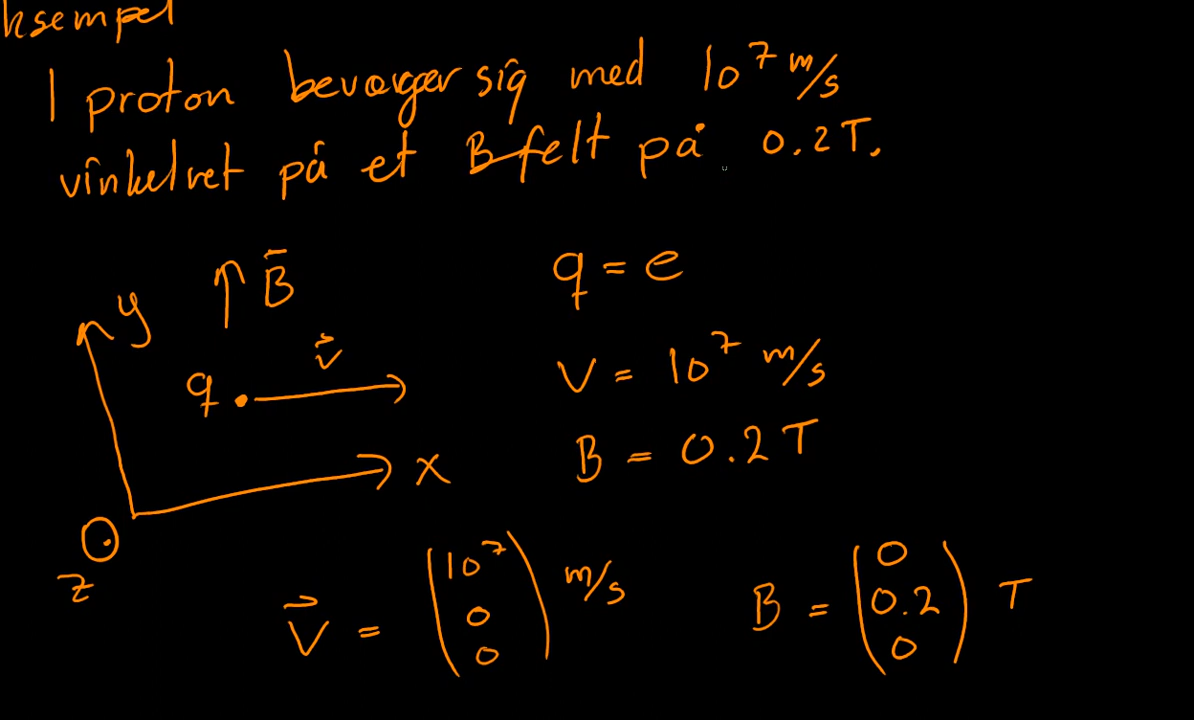 ksempel
1 proton bevæger sig med 10⁷ m/s
vinkelret på et B-felt på 0.2 T.
y ↑ B̄
q = e
q v⃗
V = 10⁷ m/s
B = 0.2 T
x
z
V⃗ = (10⁷ 0 0) m/s
B = (0 0.2 0) T